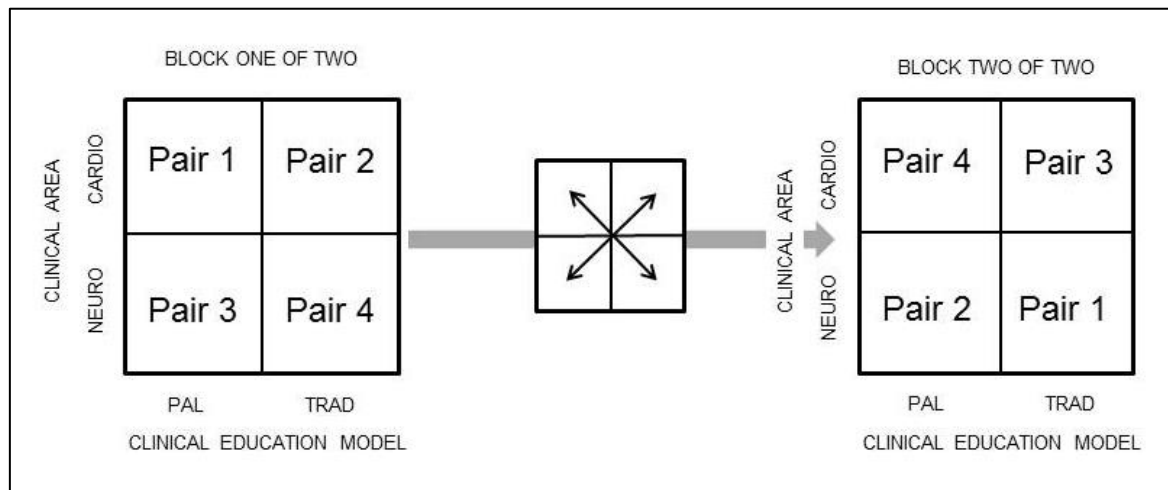 BLOCK ONE OF TWO
CLINICAL AREA
CARDIO
NEURO
Pair 1
Pair 2
Pair 3
Pair 4
PAL
TRAD
CLINICAL EDUCATION MODEL
BLOCK TWO OF TWO
CLINICAL AREA
CARDIO
NEURO
Pair 4
Pair 3
Pair 2
Pair 1
PAL
TRAD
CLINICAL EDUCATION MODEL